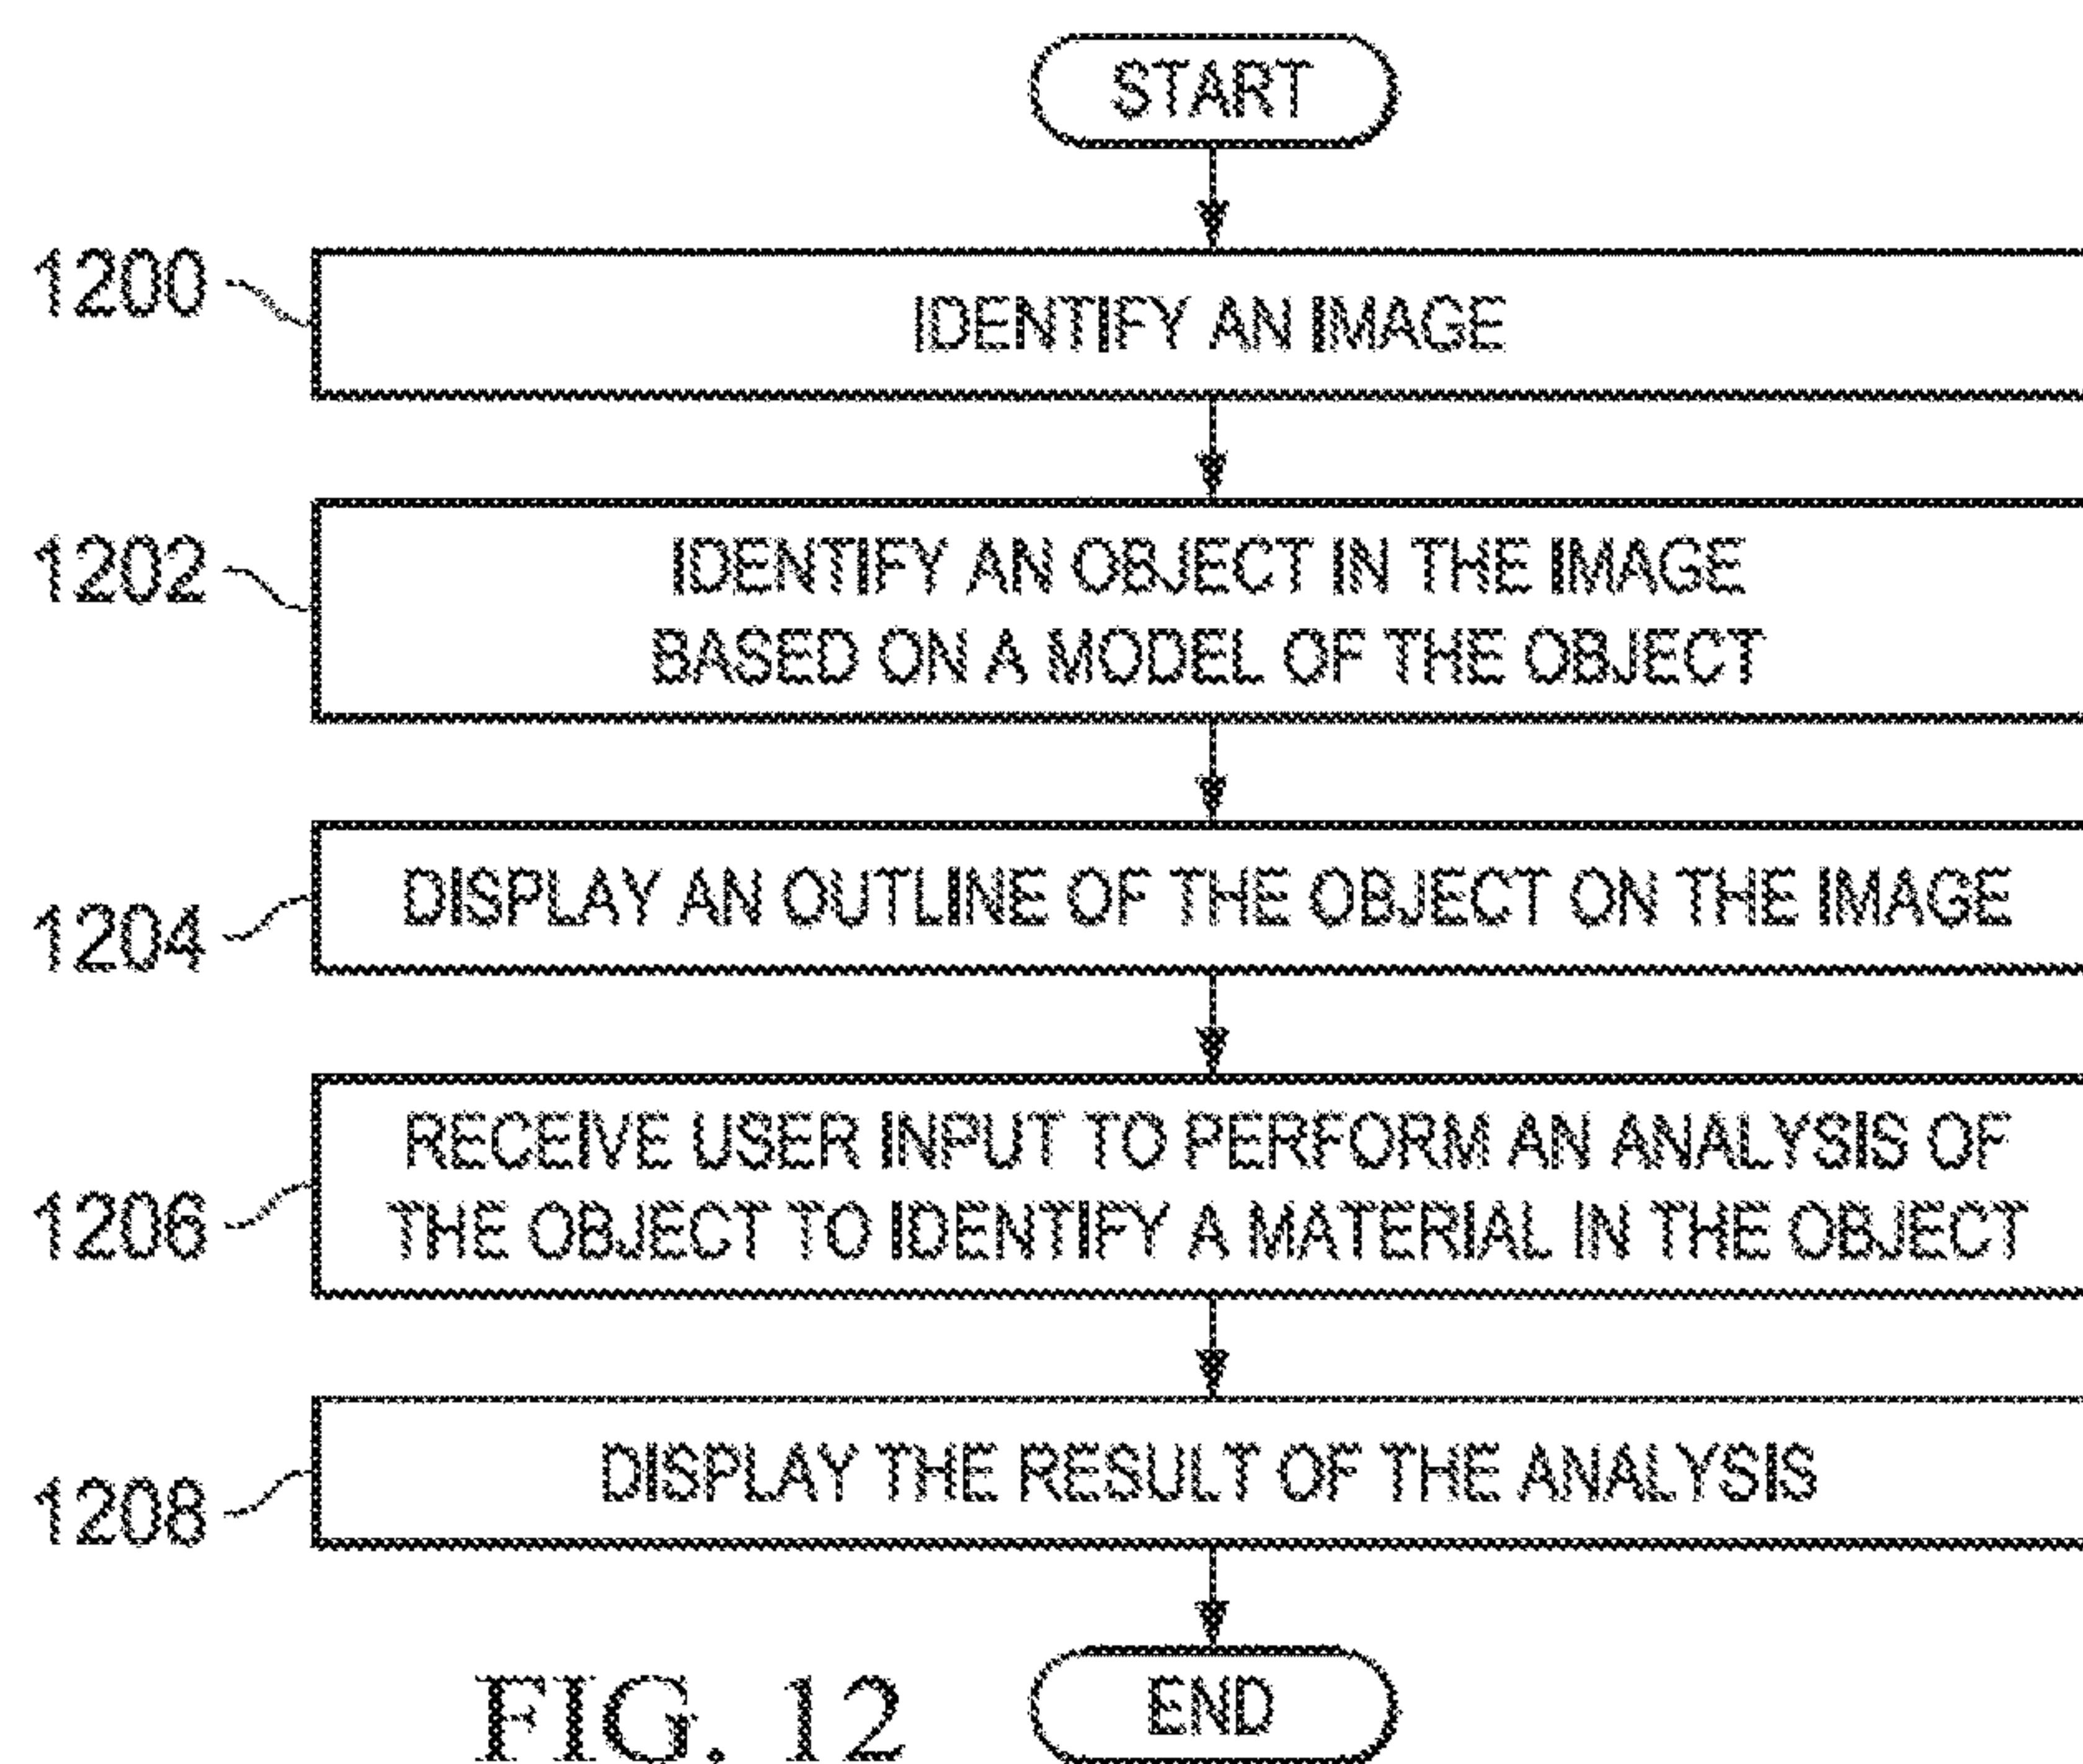 START
1200
IDENTIFY AN IMAGE
1202
IDENTIFY AN OBJECT IN THE IMAGE
BASED ON A MODEL OF THE OBJECT
1204
DISPLAY AN OUTLINE OF THE OBJECT ON THE IMAGE
1206
RECEIVE USER INPUT TO PERFORM AN ANALYSIS OF
THE OBJECT TO IDENTIFY A MATERIAL IN THE OBJECT
1208
DISPLAY THE RESULT OF THE ANALYSIS
END
FIG. 12